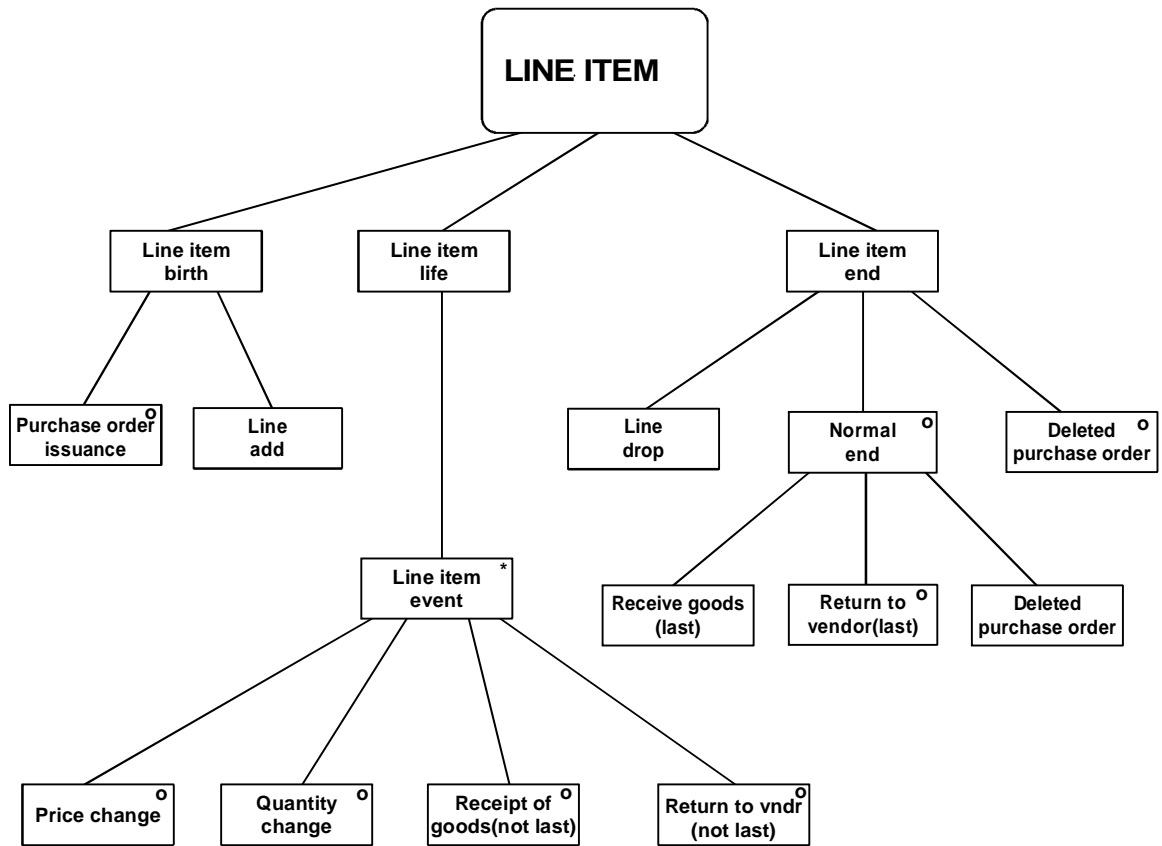 LINE ITEM
Line item
birth
Line item
life
Line item
end
Purchase order o
issuance
Line
add
Line
drop
Normal o
end
Deleted o
purchase order
Line item *
event
Receive goods
(last)
Return to o
vendor(last)
Deleted
purchase order
Price change o
Quantity o
change
Receipt of o
goods(not last)
Return to vndr o
(not last)